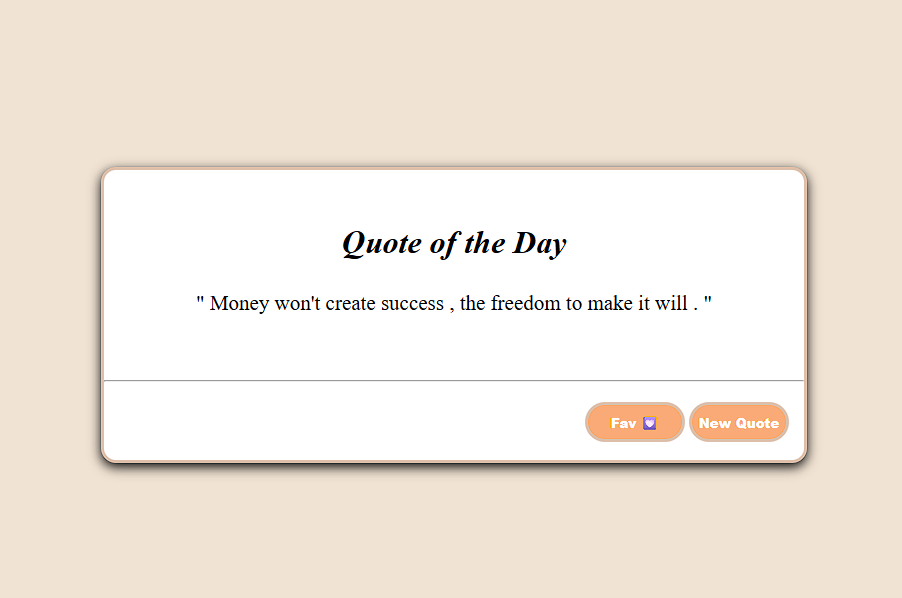 Quote of the Day
" Money won't create success , the freedom to make it will . "
Fav 💟 New Quote